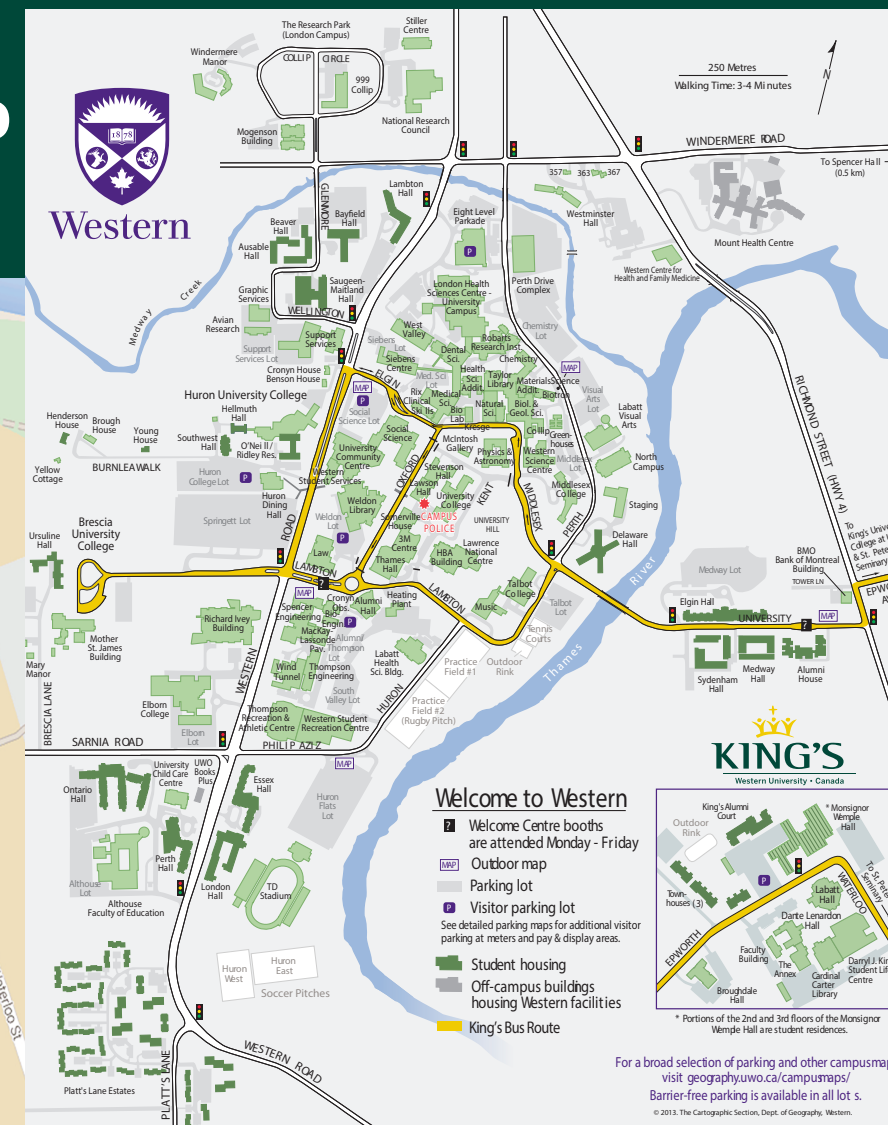 The Research Park
(London Campus)
Stiller
Centre
Windermere
Manor
COLLIP CIRCLE
999
Collip
National Research
Council
Mogenson
Building
250 Metres
Walking Time: 3-4 Minutes
N
1878
Western
WINDERMERE ROAD
To Spencer Hall
(0.5 km)
GLENMORE
Lambton
Hall
Beaver
Hall
Bayfield
Hall
Ausable
Hall
Eight Level
Parkade
P
357
363
367
Westminster
Hall
Mount Health Centre
Western Centre for
Health and Family Medicine
Medway Creek
Graphic
Services
Saugeen-
Maitland
Hall
WELLINGTON
London Health
Sciences Centre -
University
Campus
Perth Drive
Complex
Avian
Research
Support
Services
Support
Services Lot
Siebens
Lot
West
Valley
Siebens
Centre
Dental
Sci.
Robarts
Research Inst.
Chemistry
Lot
Chemistry
Cronyn House
Benson House
MAP
ELGIN
Med. Sci
Lot
Health
Sci.
Addit.
Taylor
Library
Materials Science
Addit.
Biotron
MAP
Visual
Arts
Lot
Huron University College
P
Social
Science Lot
Rix
Clinical
Skills
Medical
Sci.
Bio
Lab
Natural
Sci.
Biol. &
Geol. Sci.
Kresge
Labatt
Visual
Arts
Henderson
House
Brough
House
Young
House
Hellmuth
Hall
Southwest
Hall
O'Neill /
Ridley Res.
Social
Science
McIntosh
Gallery
Collip
Green-
houses
Yellow
Cottage
BURNLEA WALK
Huron
College Lot
P
University
Community
Centre
Western
Student Services
OXFORD
Stevenson
Hall
Lawson
Hall
Physics &
Astronomy
Western
Science
Centre
Middlesex
Lot
North
Campus
Huron
Dining
Hall
Springett Lot
Weldon
Library
University
College
KENT
MIDDLESEX
Middlesex
College
Staging
Brescia
University
College
Ursuline
Hall
ROAD
Weldon
Lot
P
Somerville
House
CAMPUS
POLICE
UNIVERSITY
HILL
PERTH
Delaware
Hall
Law
3M
Centre
Thames
Hall
HBA
Building
Lawrence
National
Centre
LAMBTON
?
MAP
Cronyn
Obs.
Alumni
Hall
Heating
Plant
LAMBTON
Music
Talbot
College
Talbot
Lot
River
RICHMOND STREET (HWY 4)
To
King's Unive
College at
& St. Pete
Seminary
BMO
Bank of Montreal
Building
TOWER LN
Medway Lot
Elgin Hall
UNIVERSITY
?
MAP
EPWO
AV
Sydenham
Hall
Medway
Hall
Alumni
House
Richard Ivey
Building
Spencer
Engineering
Bio-
Engin.
P
MacKay-
Lassonde
Pav.
Alumni/
Thompson
Lot
Mother
St. James
Building
Mary
Manor
BRESCIA LANE
WESTERN
Wind
Tunnel
Thompson
Engineering
Labatt
Health
Sci. Bldg.
Practice
Field #1
Tennis
Courts
Outdoor
Rink
Thames
Elborn
College
Elborn
Lot
South
Valley Lot
HURON
Practice
Field #2
(Rugby Pitch)
Thompson
Recreation &
Athletic Centre
Western Student
Recreation Centre
SARNIA ROAD
PHILIP AZIZ
MAP
Ontario
Hall
University
Child Care
Centre
UWO
Books
Plus
Essex
Hall
Huron
Flats
Lot
Perth
Hall
London
Hall
TD
Stadium
Althouse
Lot
Althouse
Faculty of Education
Huron
West
Huron
East
Soccer Pitches
Platt's Lane Estates
PLATT'S LANE
WESTERN ROAD
aterloo St
Welcome to Western
? Welcome Centre booths
are attended Monday - Friday
MAP Outdoor map
Parking lot
P Visitor parking lot
See detailed parking maps for additional visitor
parking at meters and pay & display areas.
Student housing
Off-campus buildings
housing Western facilities
King's Bus Route
KING'S
Western University • Canada
King's Alumni
Court
* Monsignor
Wemple
Hall
Outdoor
Rink
P
To St. Pete
Seminary
Town-
houses (3)
Labatt
Hall
WATERLOO
Dante Lenardon
Hall
EPWORTH
Faculty
Building
The
Annex
Cardinal
Carter
Library
Darryl J. Kin
Student Life
Centre
Broughdale
Hall
* Portions of the 2nd and 3rd floors of the Monsignor
Wemple Hall are student residences.
For a broad selection of parking and other campus map
visit geography.uwo.ca/campusmaps/
Barrier-free parking is available in all lot s.
© 2013. The Cartographic Section, Dept. of Geography, Western.